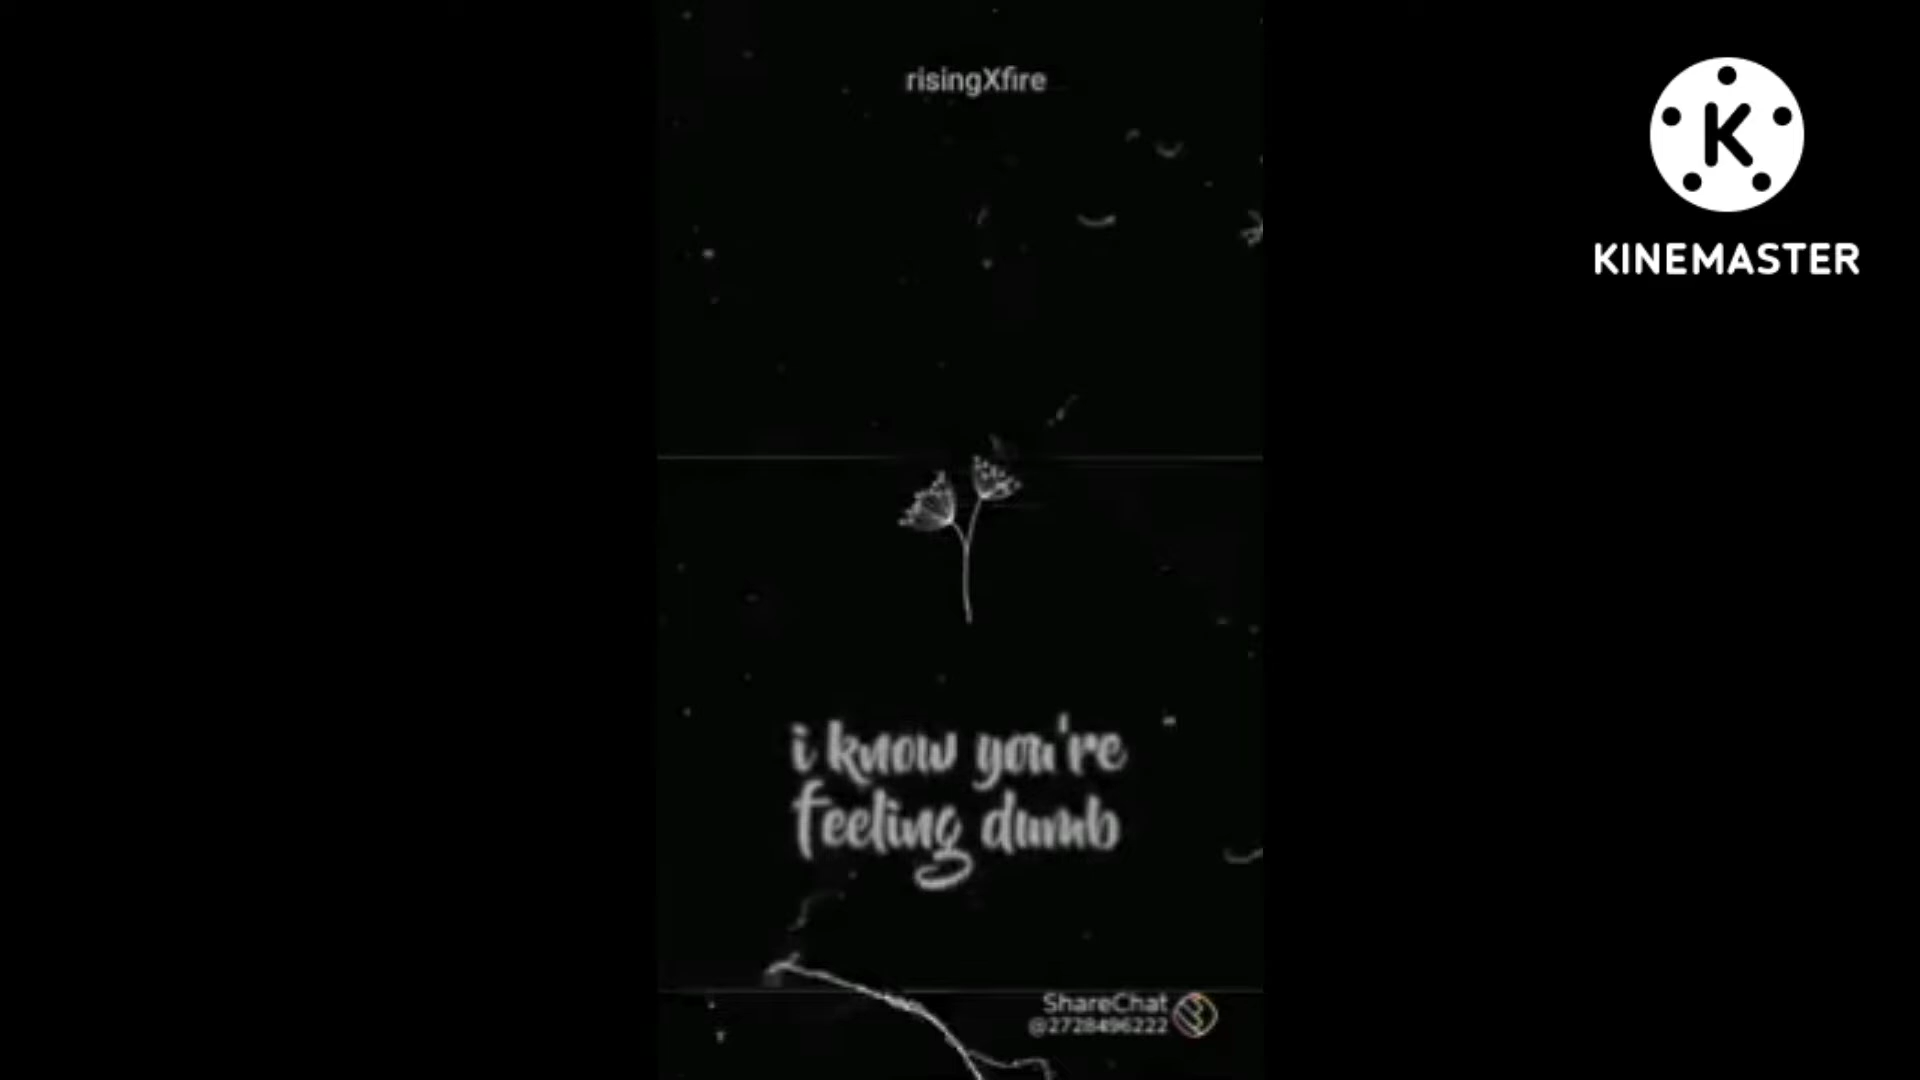 risingXfire
K
KINEMASTER
i know you're
feeling dumb
ShareChat
@2728496222